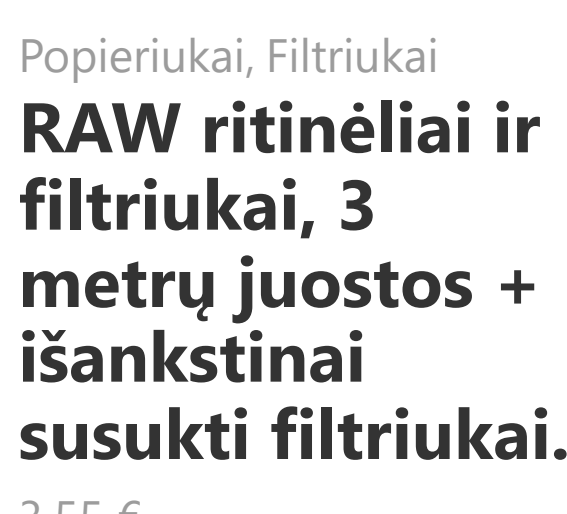 Popieriukai, Filtriukai
RAW ritinėliai ir
filtriukai, 3
metrų juostos +
išankstinai
susukti filtriukai.